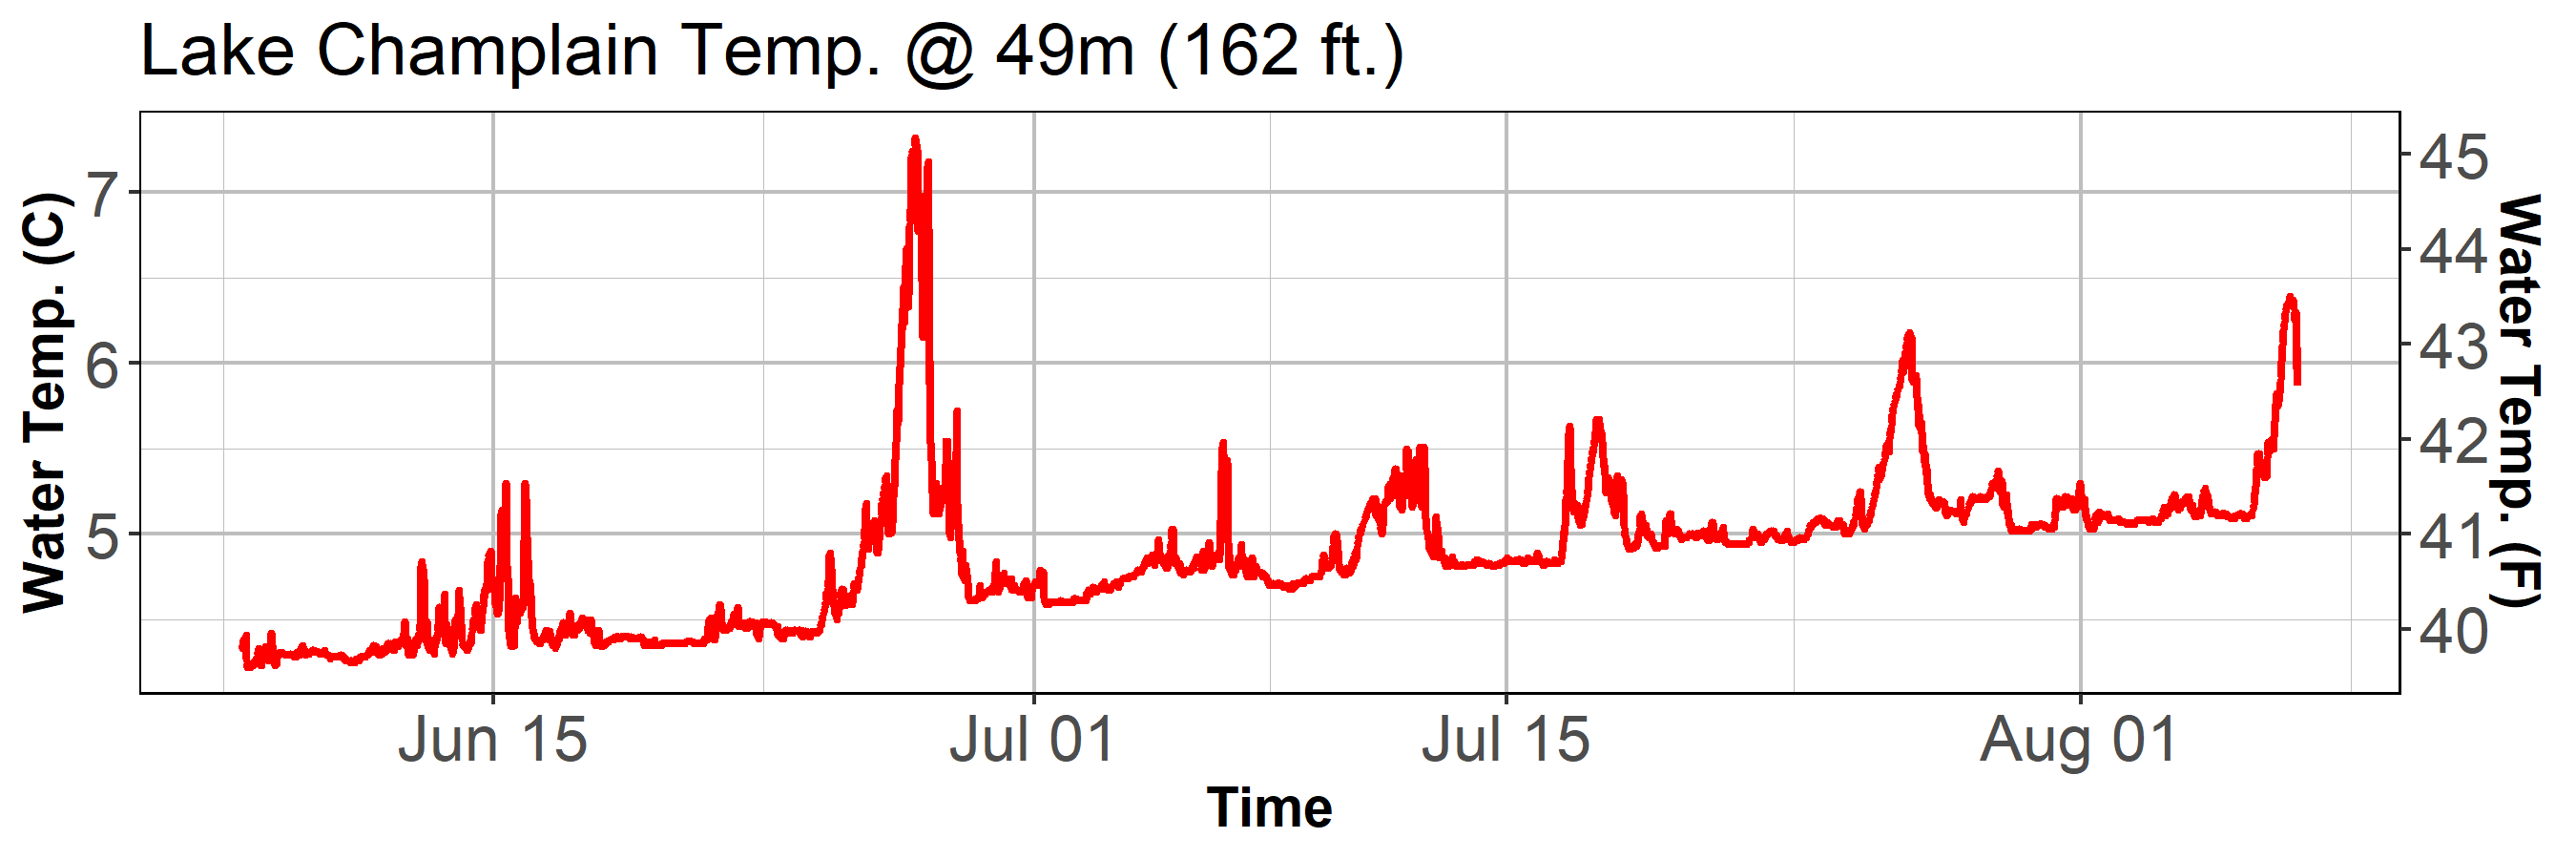 Lake Champlain Temp. @ 49m (162 ft.)
Water Temp. (C)
7
6
5
45
44
43
42
41
40
Water Temp. (F)
Jun 15
Jul 01
Jul 15
Aug 01
Time